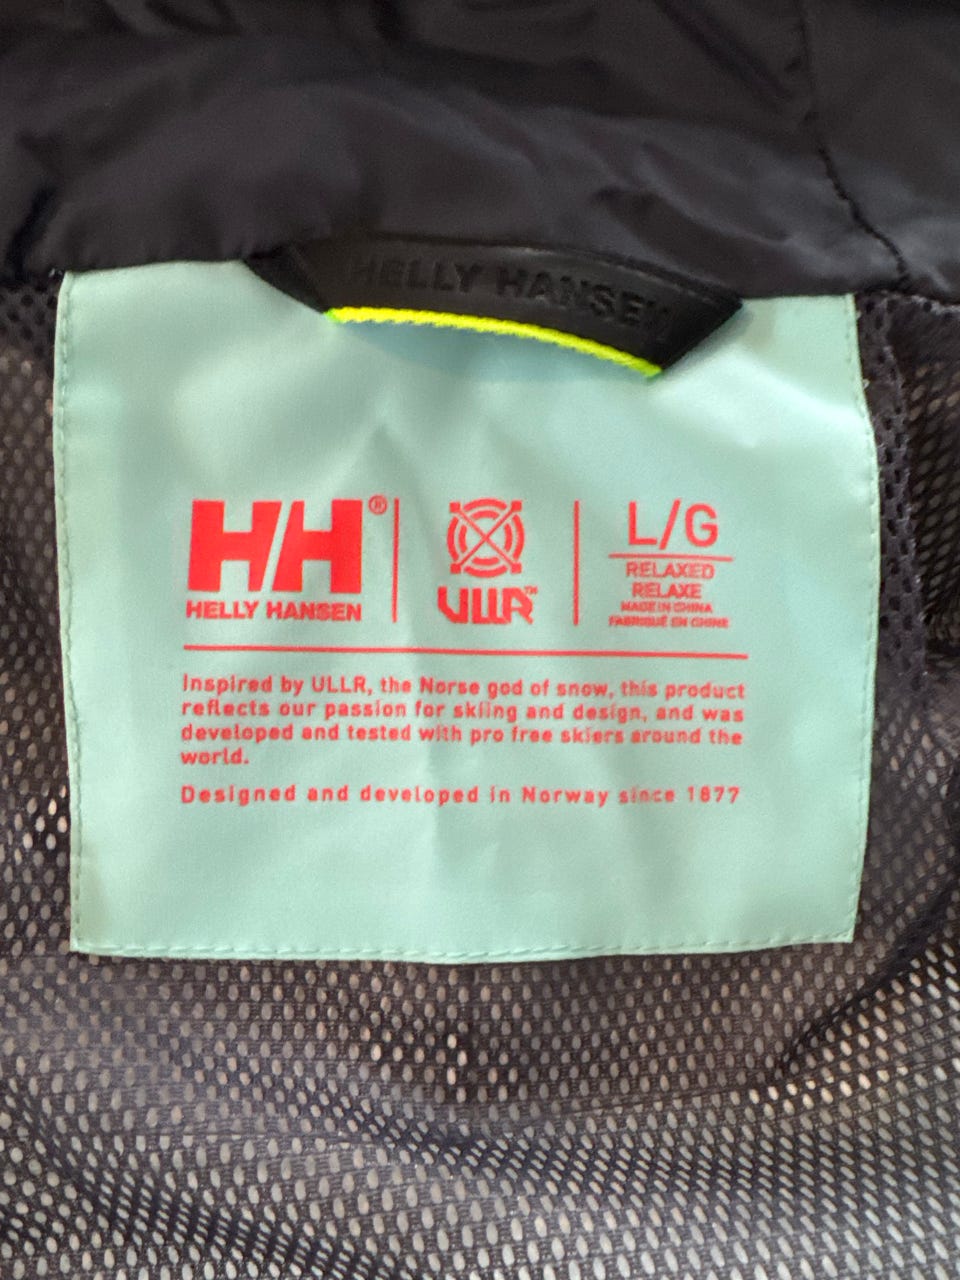 HELLY HANSEN
HH®
HELLY HANSEN
ULLR™
L/G
RELAXED
RELAXE
MADE IN CHINA
FABRIQUÉ EN CHINE
Inspired by ULLR, the Norse god of snow, this product
reflects our passion for skiing and design, and was
developed and tested with pro free skiers around the
world.
Designed and developed in Norway since 1877